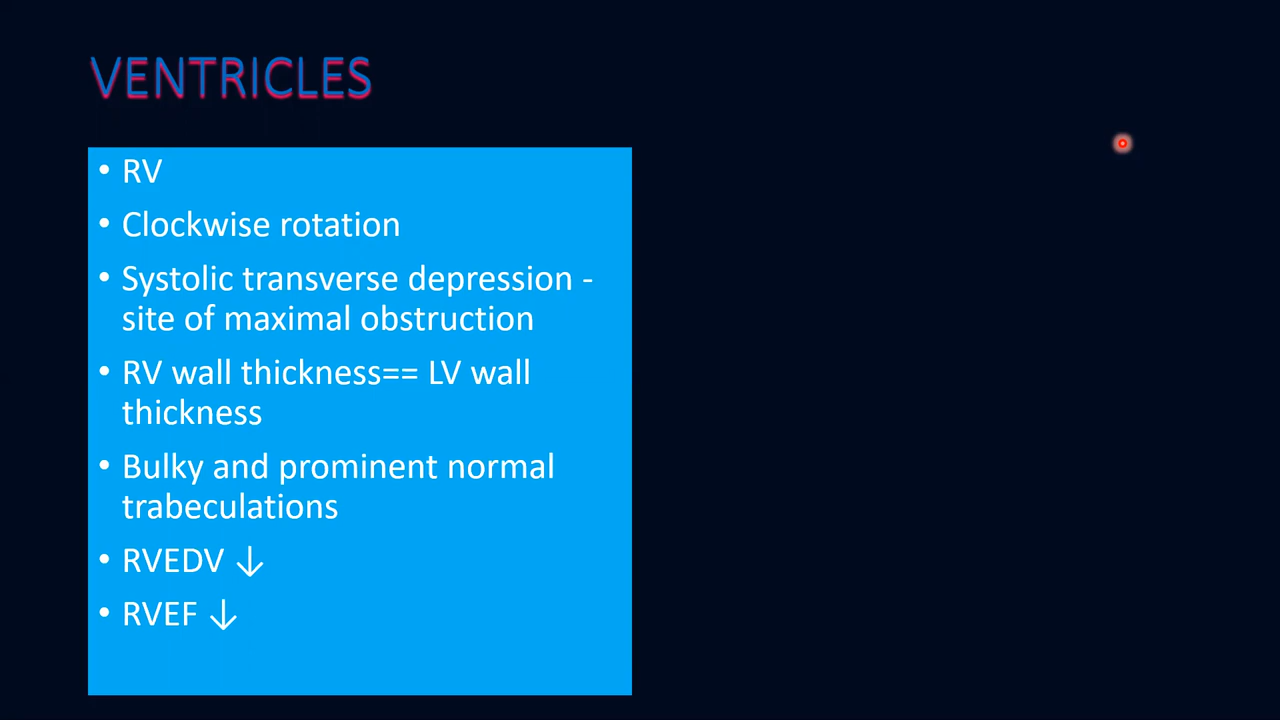 VENTRICLES
• RV
• Clockwise rotation
• Systolic transverse depression -
site of maximal obstruction
• RV wall thickness== LV wall
thickness
• Bulky and prominent normal
trabeculations
• RVEDV ↓
• RVEF ↓